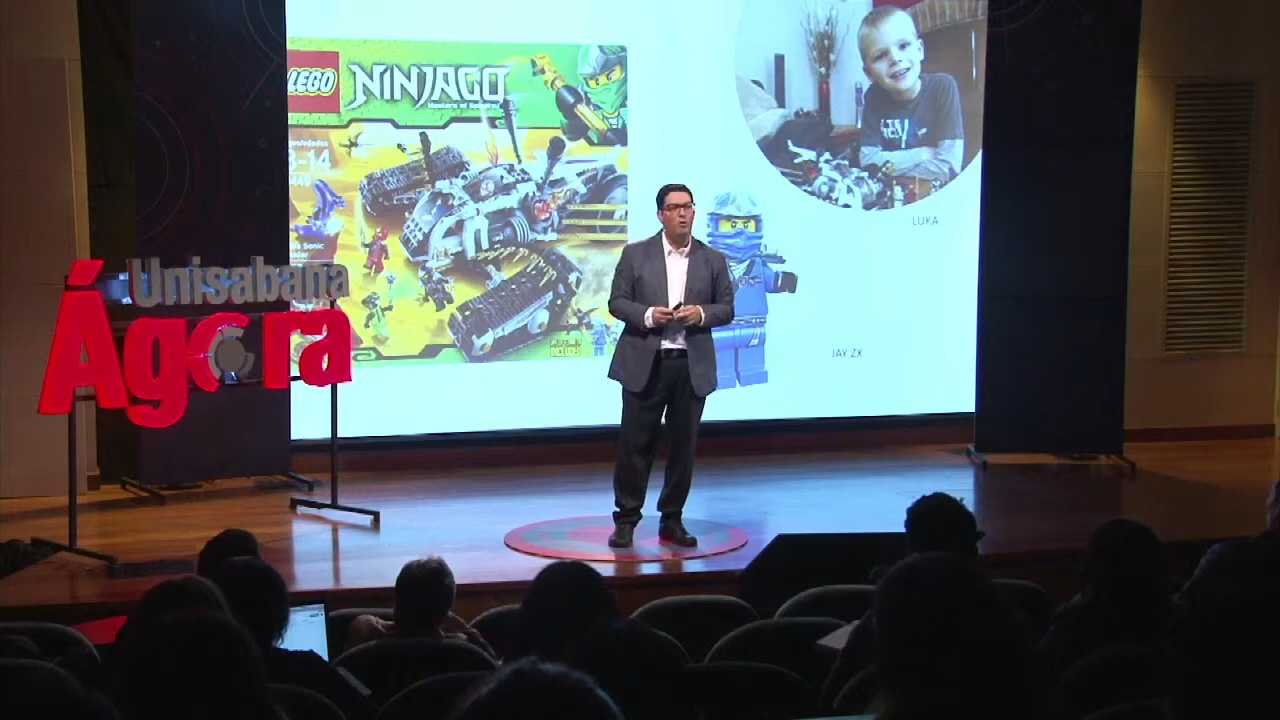 LEGO
NINJAGO
Masters of Spinjitzu
8-14
LUKA
JAY ZX
Unisabana
Ágora